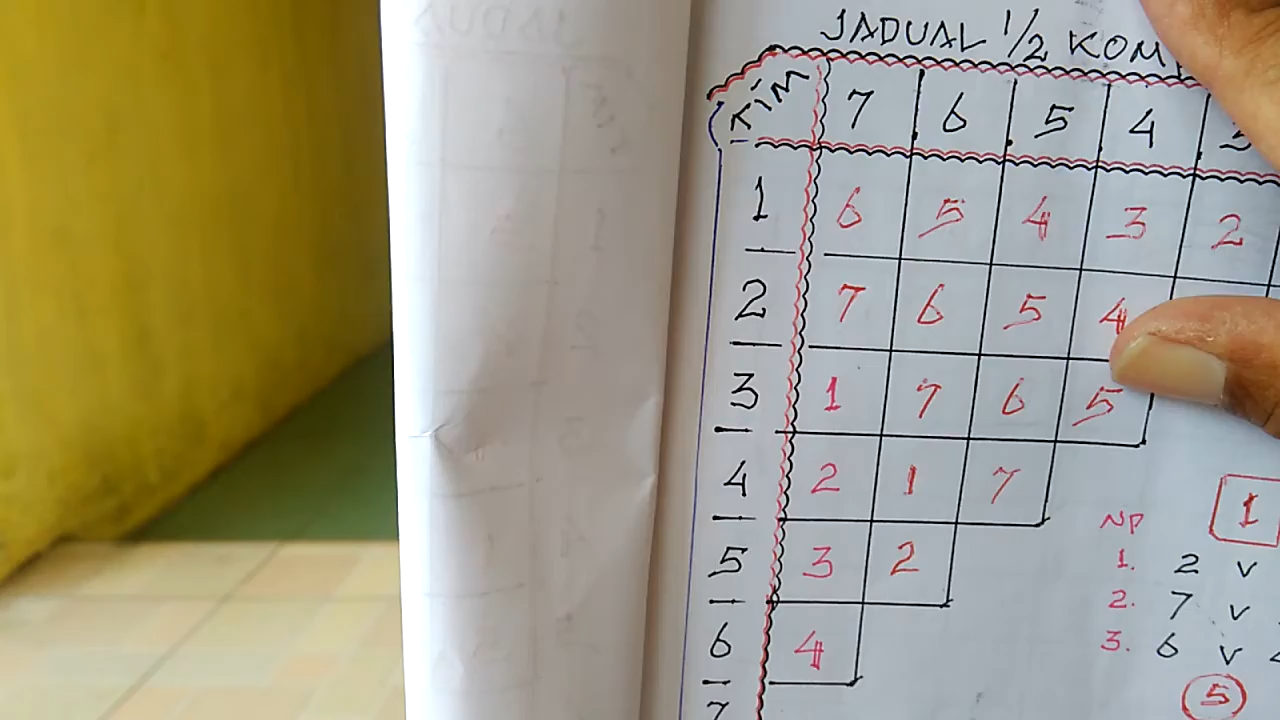 JADUAL 1/2 KOM
KIM 7 6 5 4
1 6 5 4 3 2
2 7 6 5 4
3 1 7 6 5
4 2 1 7
5 3 2
6 4
7
NP 1
1. 2 v
2. 7 v
3. 6 v
5